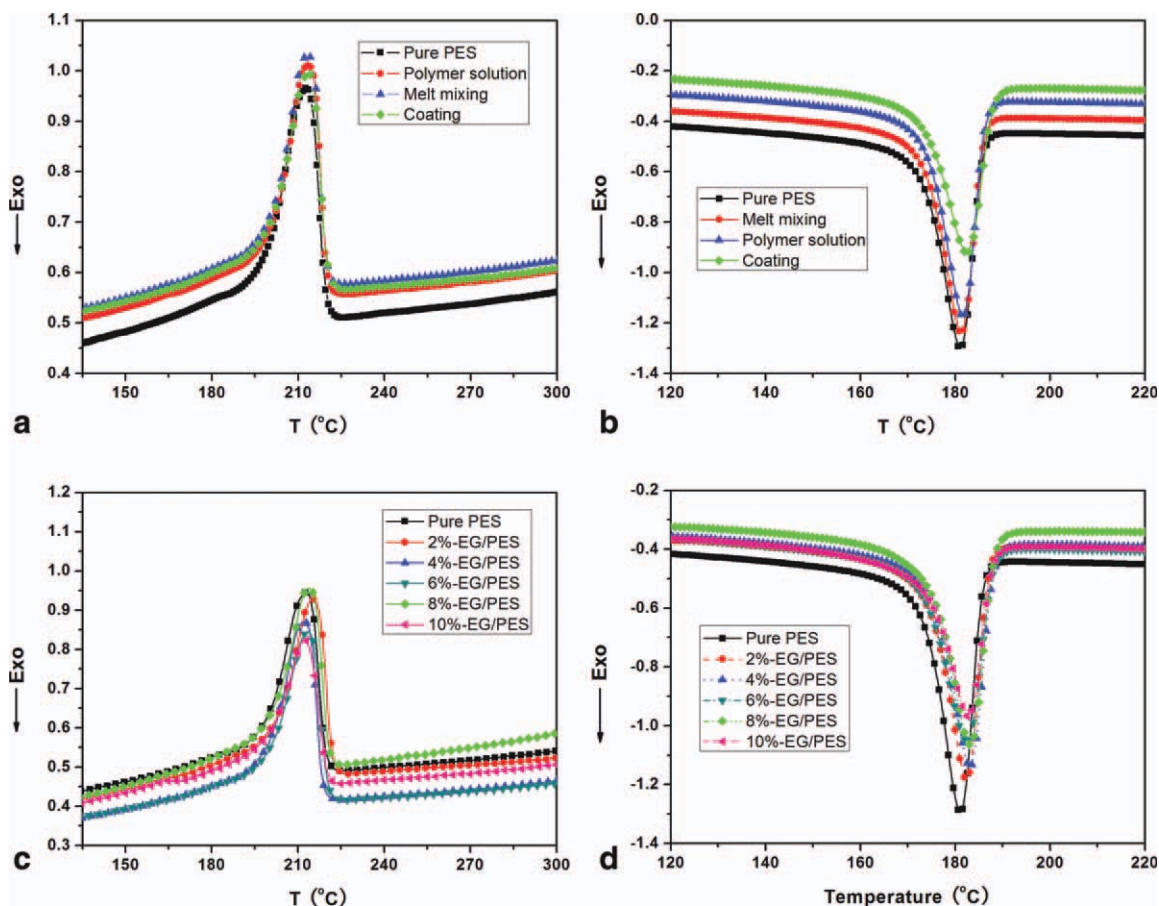 1.1
1.0
0.9
0.8
0.7
0.6
0.5
0.4
Exo
Pure PES
Polymer solution
Melt mixing
Coating
150
180
210
240
270
300
T (°C)
a
0.0
-0.2
-0.4
-0.6
-0.8
-1.0
-1.2
-1.4
Exo
Pure PES
Melt mixing
Polymer solution
Coating
120
140
160
180
200
220
T (°C)
b
1.2
1.1
1.0
0.9
0.8
0.7
0.6
0.5
0.4
0.3
Exo
Pure PES
2%-EG/PES
4%-EG/PES
6%-EG/PES
8%-EG/PES
10%-EG/PES
150
180
210
240
270
300
T (°C)
c
-0.2
-0.4
-0.6
-0.8
-1.0
-1.2
-1.4
Exo
Pure PES
2%-EG/PES
4%-EG/PES
6%-EG/PES
8%-EG/PES
10%-EG/PES
120
140
160
180
200
220
Temperature (°C)
d